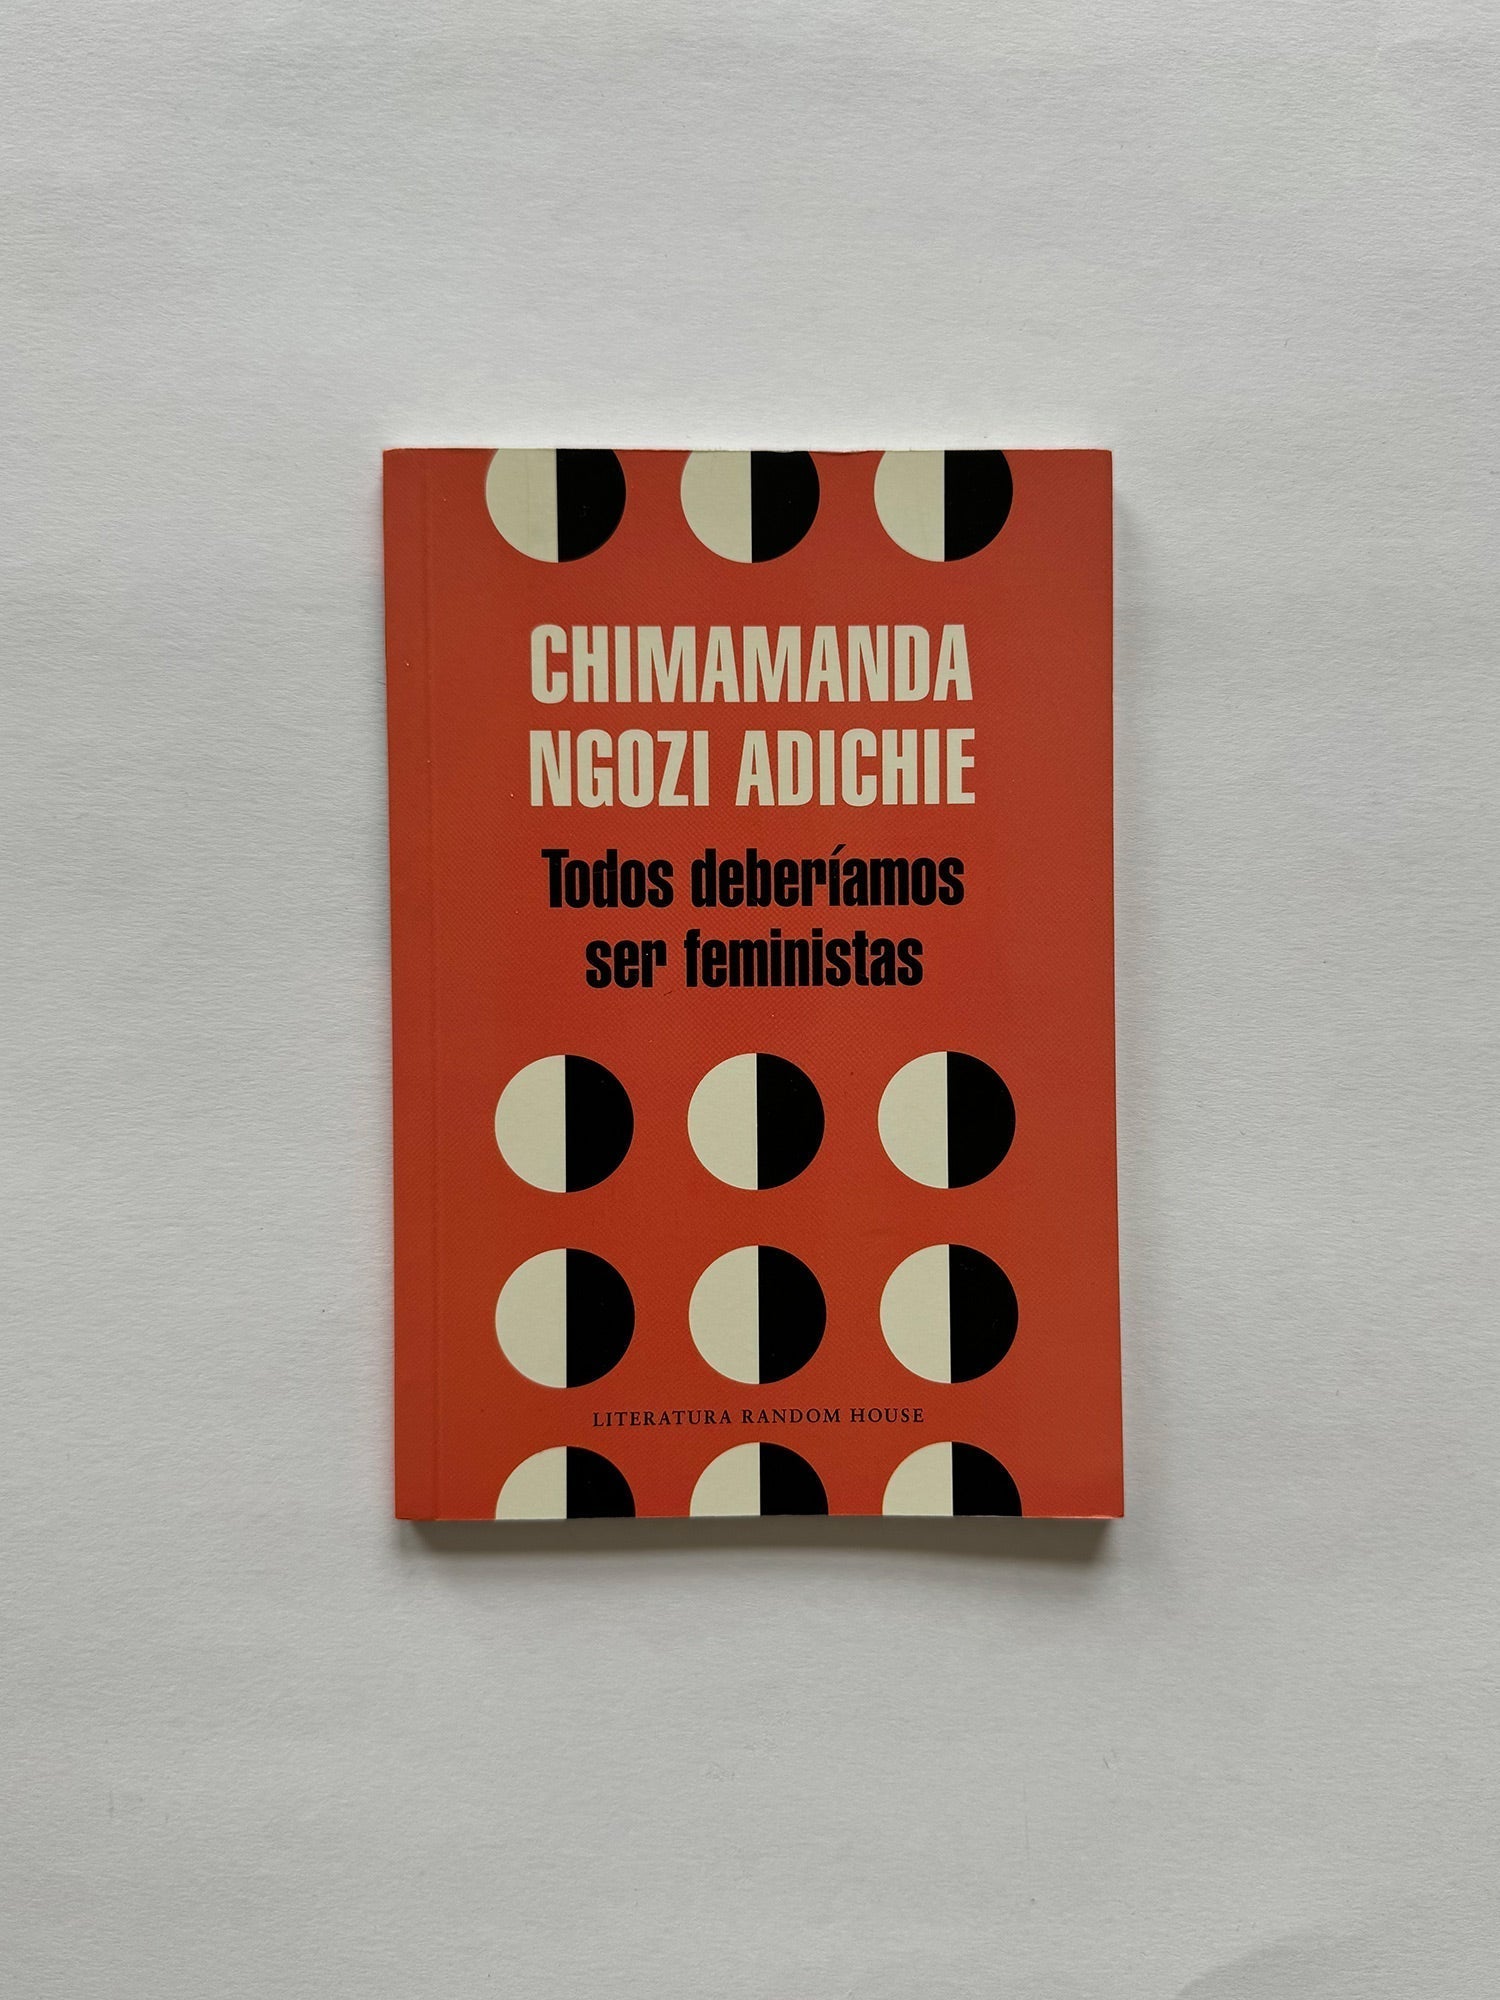 CHIMAMANDA
NGOZI ADICHIE
Todos deberíamos
ser feministas
LITERATURA RANDOM HOUSE